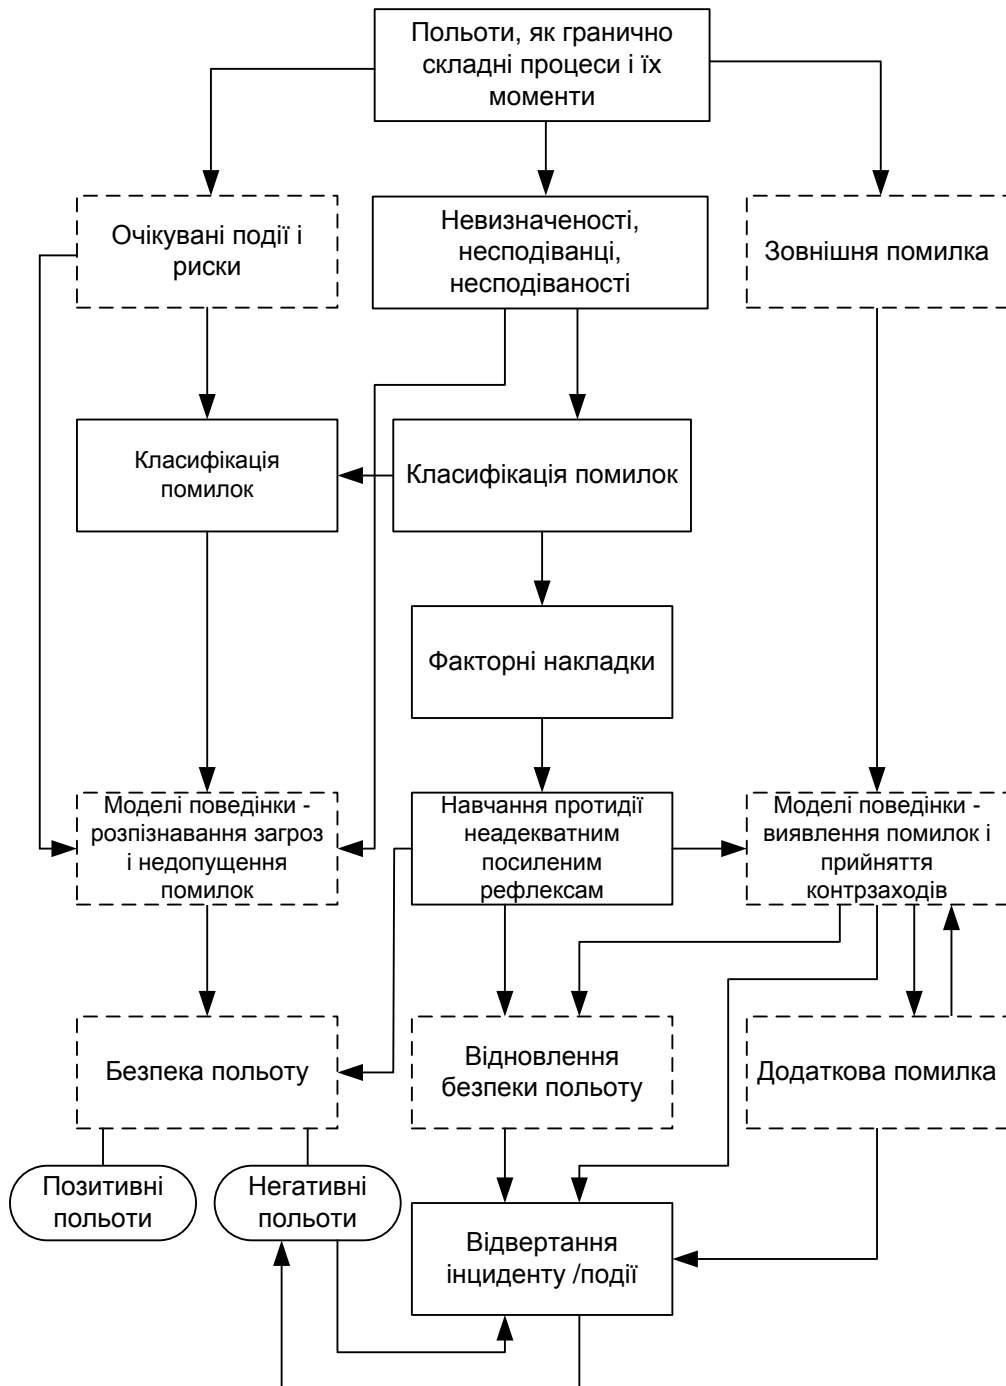 Польоти, як гранично
складні процеси і їх
моменти
Очікувані події і
риски
Невизначеності,
несподіванці,
несподіваності
Зовнішня помилка
Класифікація
помилок
Класифікація помилок
Факторні накладки
Моделі поведінки -
розпізнавання загроз
і недопущення
помилок
Навчання протидії
неадекватним
посиленим
рефлексам
Моделі поведінки -
виявлення помилок і
прийняття
контрзаходів
Безпека польоту
Відновлення
безпеки польоту
Додаткова помилка
Позитивні
польоти
Негативні
польоти
Відвертання
інциденту /події